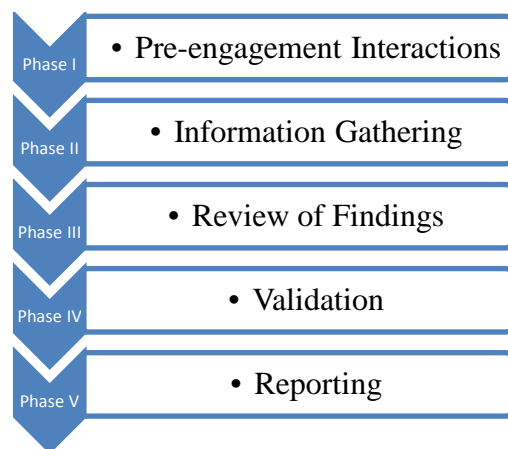 Phase I
• Pre-engagement Interactions
Phase II
• Information Gathering
Phase III
• Review of Findings
Phase IV
• Validation
Phase V
• Reporting